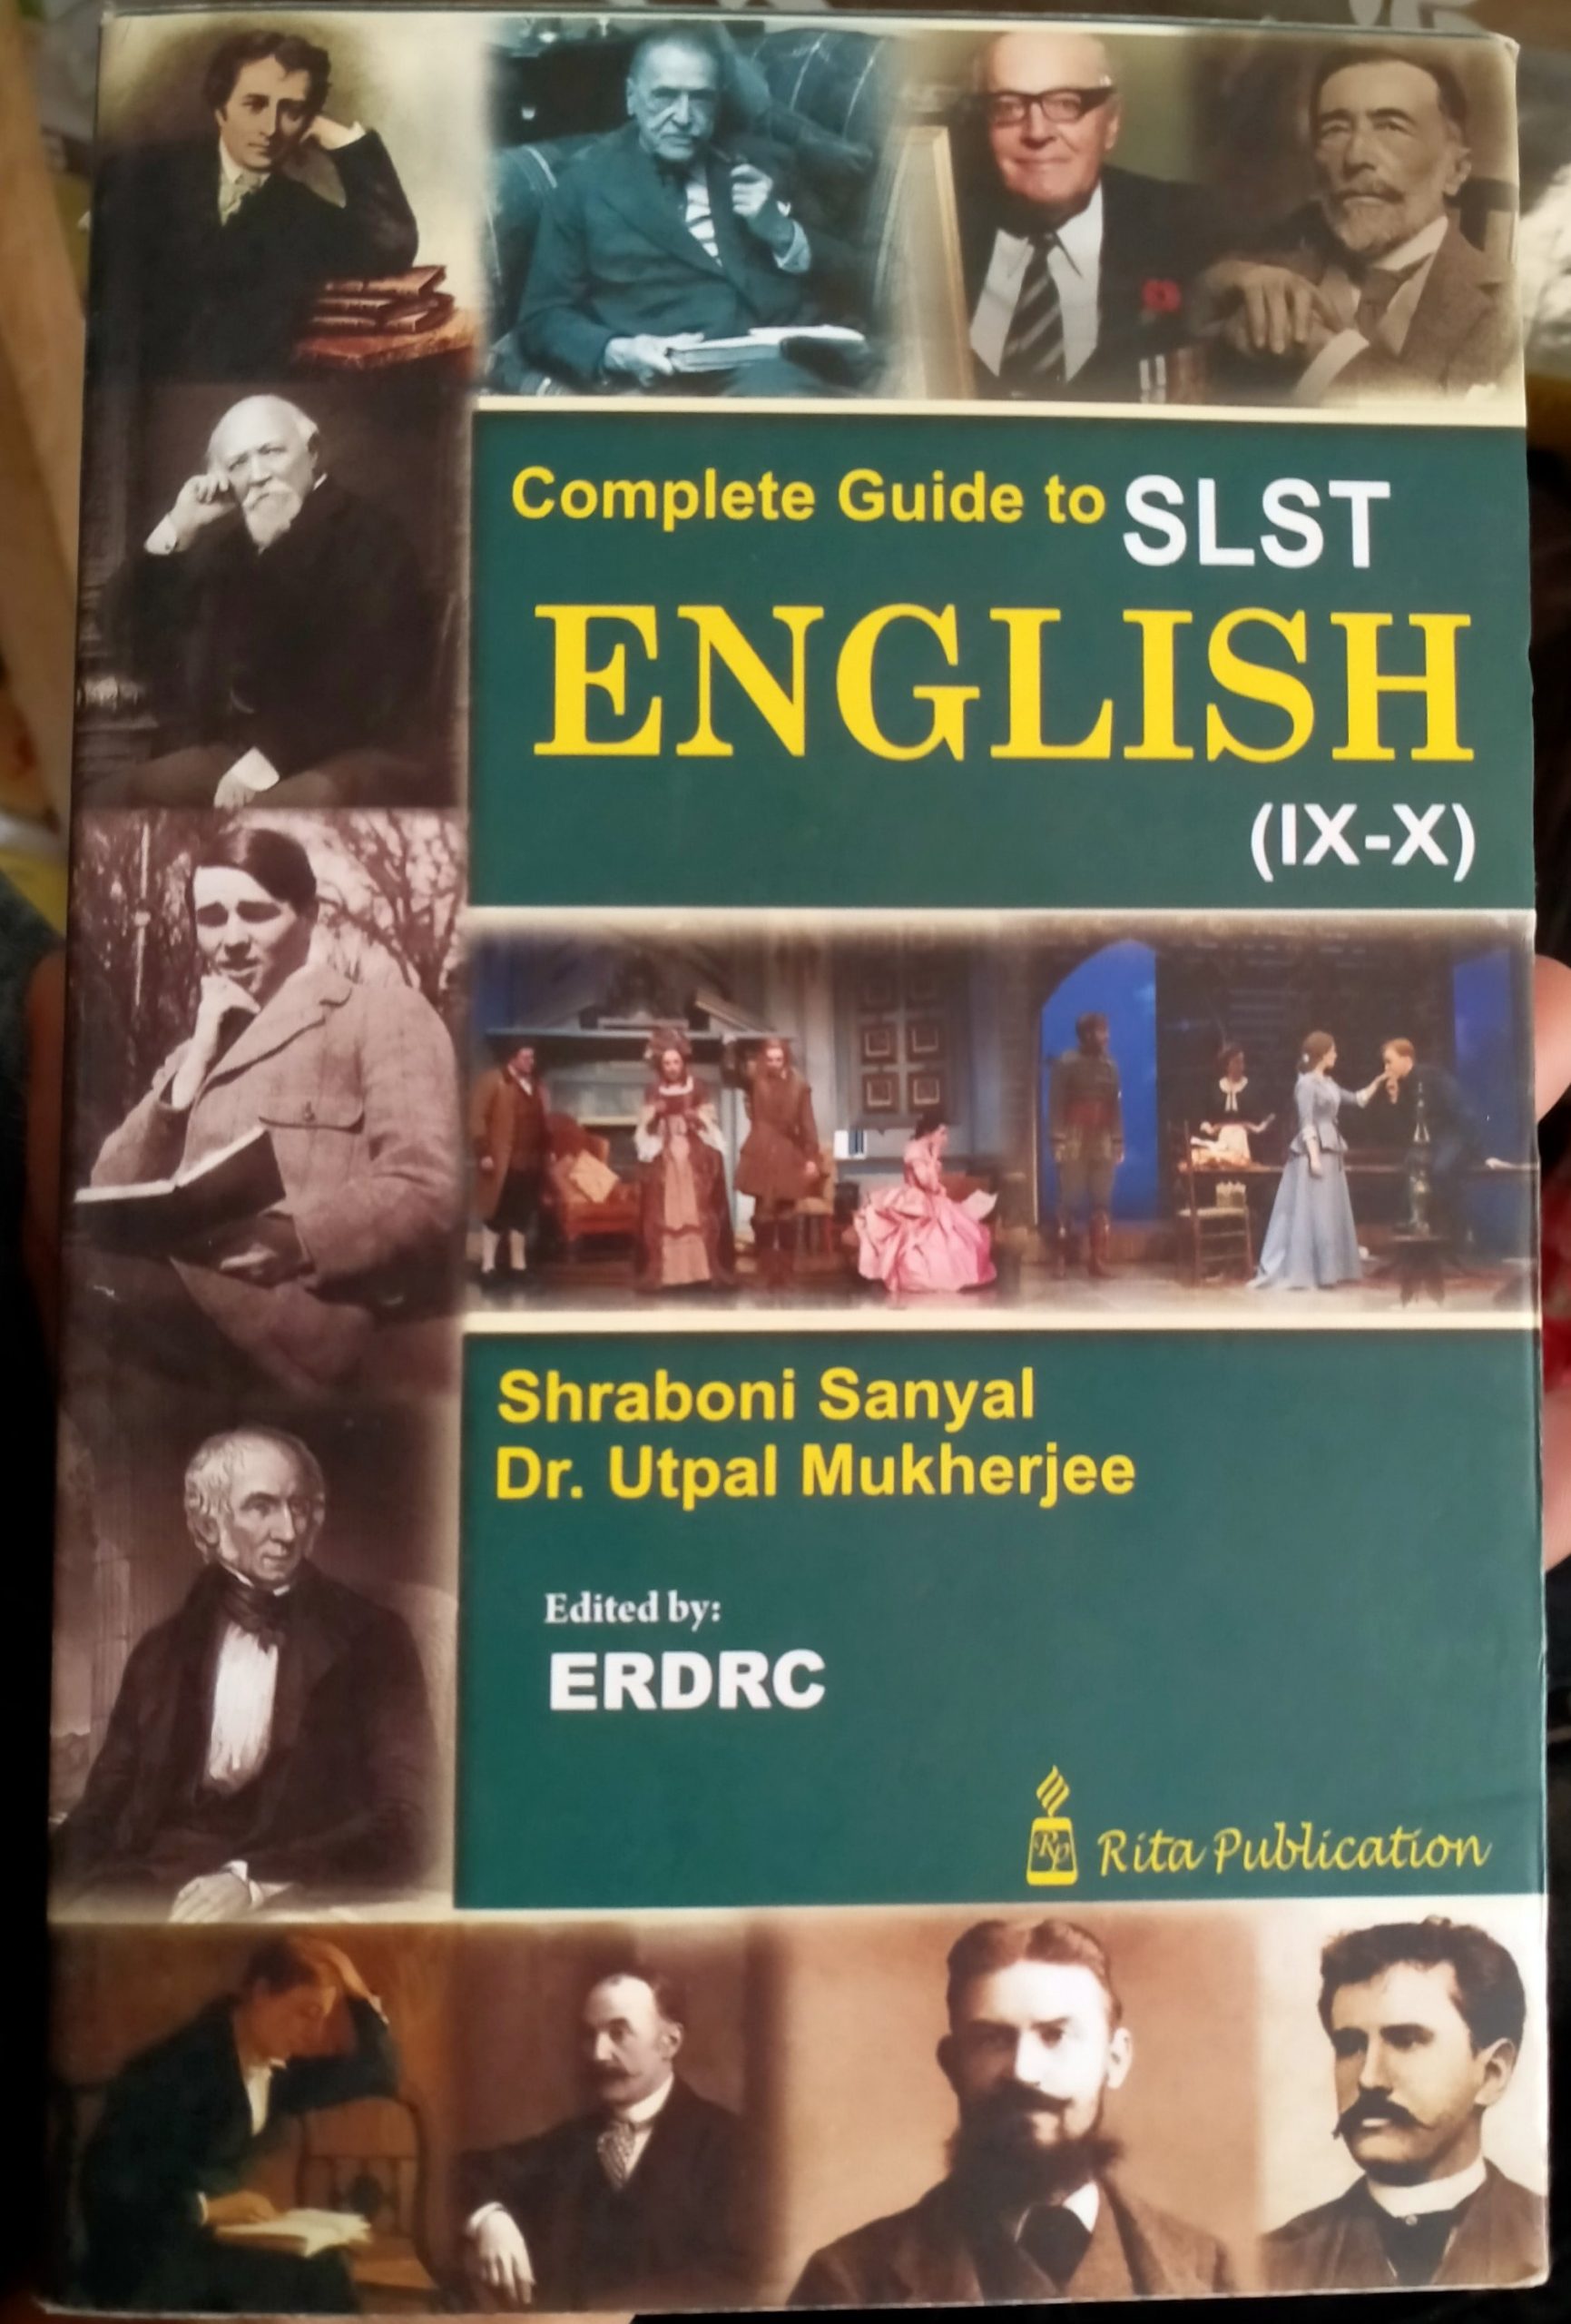 Complete Guide to SLST
ENGLISH
(IX-X)
Shraboni Sanyal
Dr. Utpal Mukherjee
Edited by:
ERDRC
Rp Rita Publication